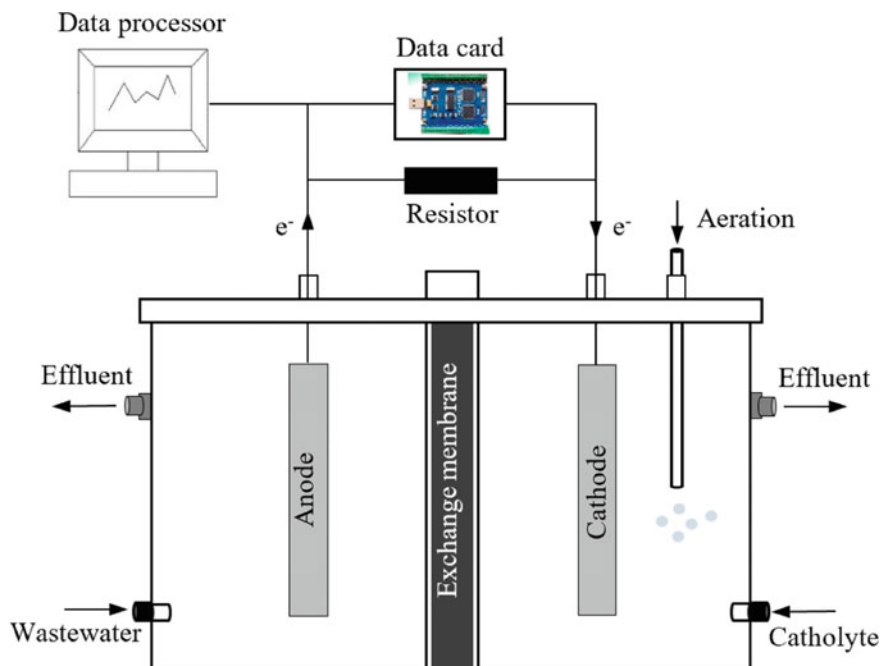 Data processor
Data card
Resistor
e-
e-
Aeration
Effluent
Effluent
Anode
Exchange membrane
Cathode
Wastewater
Catholyte